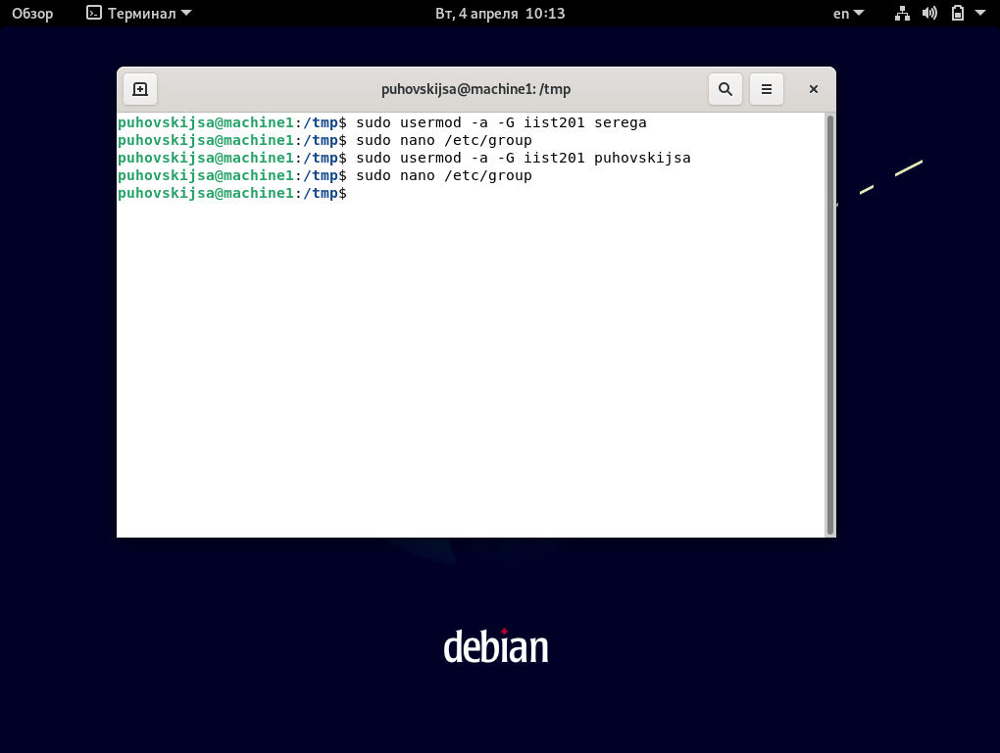 Обзор Терминал Вт, 4 апреля 10:13 en
puhovskijsa@machine1: /tmp
puhovskijsa@machine1:/tmp$ sudo usermod -a -G iist201 serega
puhovskijsa@machine1:/tmp$ sudo nano /etc/group
puhovskijsa@machine1:/tmp$ sudo usermod -a -G iist201 puhovskijsa
puhovskijsa@machine1:/tmp$ sudo nano /etc/group
puhovskijsa@machine1:/tmp$
debian